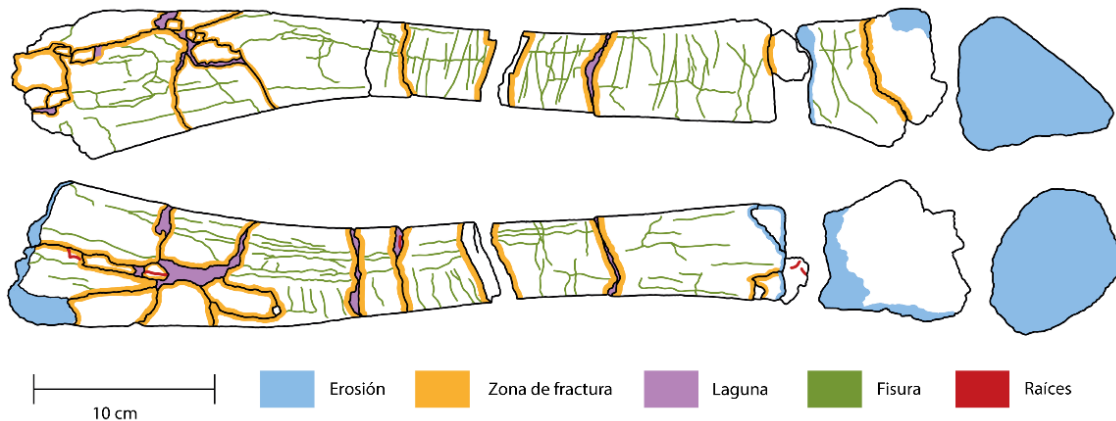 10 cm
Erosión
Zona de fractura
Laguna
Fisura
Raíces